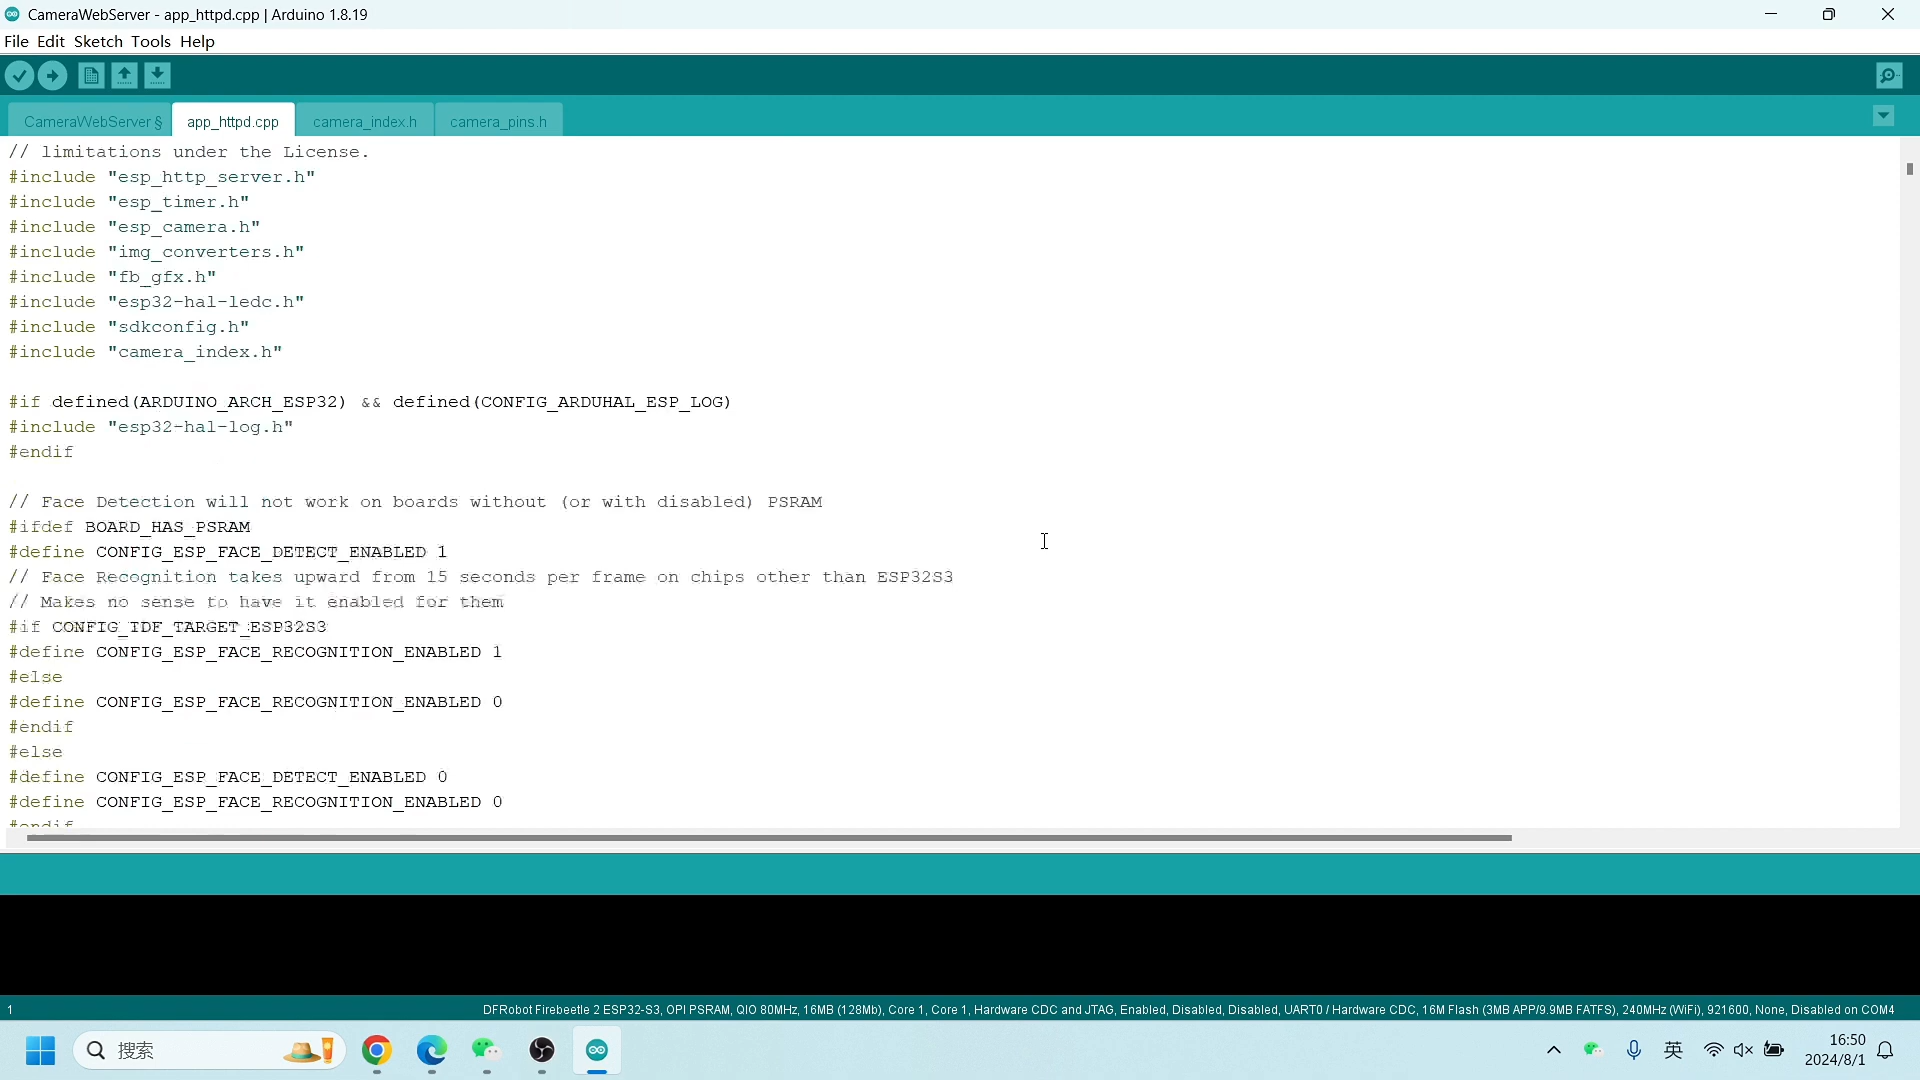 CameraWebServer - app_httpd.cpp | Arduino 1.8.19
File Edit Sketch Tools Help
CameraWebServer § app_httpd.cpp camera_index.h camera_pins.h
// limitations under the License.
#include "esp_http_server.h"
#include "esp_timer.h"
#include "esp_camera.h"
#include "img_converters.h"
#include "fb_gfx.h"
#include "esp32-hal-ledc.h"
#include "sdkconfig.h"
#include "camera_index.h"
#if defined(ARDUINO_ARCH_ESP32) && defined(CONFIG_ARDUHAL_ESP_LOG)
#include "esp32-hal-log.h"
#endif
// Face Detection will not work on boards without (or with disabled) PSRAM
#ifdef BOARD_HAS_PSRAM
#define CONFIG_ESP_FACE_DETECT_ENABLED 1
// Face Recognition takes upward from 15 seconds per frame on chips other than ESP32S3
// Makes no sense to have it enabled for them
#if CONFIG_IDF_TARGET_ESP32S3
#define CONFIG_ESP_FACE_RECOGNITION_ENABLED 1
#else
#define CONFIG_ESP_FACE_RECOGNITION_ENABLED 0
#endif
#else
#define CONFIG_ESP_FACE_DETECT_ENABLED 0
#define CONFIG_ESP_FACE_RECOGNITION_ENABLED 0
#endif
1 DFRobot Firebeetle 2 ESP32-S3, OPI PSRAM, QIO 80MHz, 16MB (128Mb), Core 1, Core 1, Hardware CDC and JTAG, Enabled, Disabled, Disabled, UART0 / Hardware CDC, 16M Flash (3MB APP/9.9MB FATFS), 240MHz (WiFi), 921600, None, Disabled on COM4
搜索
英
16:50
2024/8/1